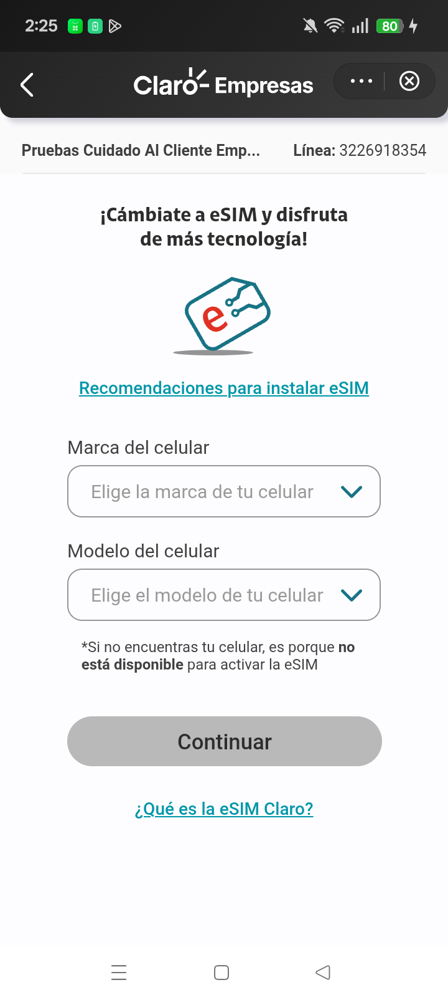 2:25
80
Claro Empresas
Pruebas Cuidado Al Cliente Emp... Línea: 3226918354
¡Cámbiate a eSIM y disfruta
de más tecnología!
e
Recomendaciones para instalar eSIM
Marca del celular
Elige la marca de tu celular
Modelo del celular
Elige el modelo de tu celular
*Si no encuentras tu celular, es porque no
está disponible para activar la eSIM
Continuar
¿Qué es la eSIM Claro?